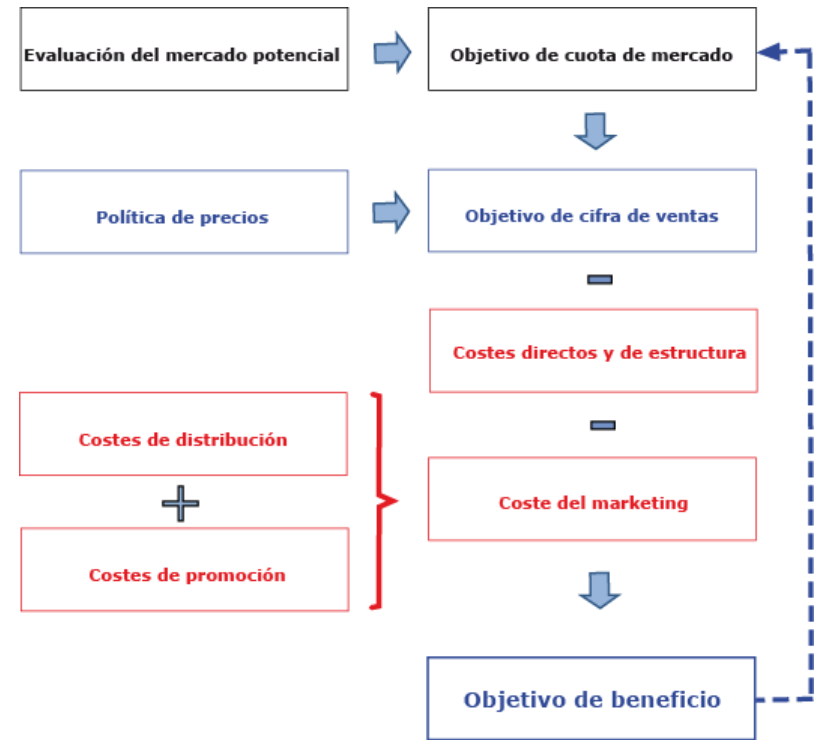 Evaluación del mercado potencial
Objetivo de cuota de mercado
Política de precios
Objetivo de cifra de ventas
Costes directos y de estructura
Costes de distribución
Costes de promoción
Coste del marketing
Objetivo de beneficio